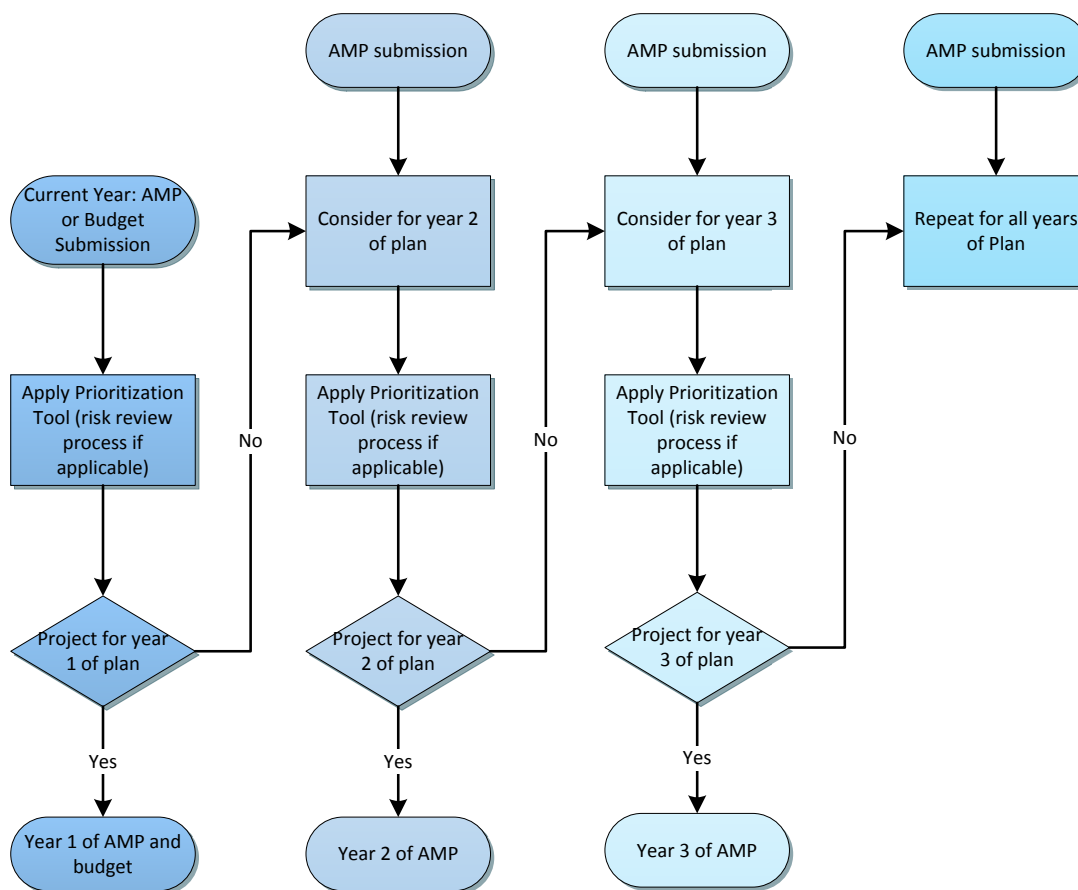 AMP submission
AMP submission
AMP submission
Current Year: AMP
or Budget
Submission
Consider for year 2
of plan
Consider for year 3
of plan
Repeat for all years
of Plan
Apply Prioritization
Tool (risk review
process if
applicable)
Apply Prioritization
Tool (risk review
process if
applicable)
Apply Prioritization
Tool (risk review
process if
applicable)
No
No
No
Project for year
1 of plan
Project for year
2 of plan
Project for year
3 of plan
Yes
Yes
Yes
Year 1 of AMP and
budget
Year 2 of AMP
Year 3 of AMP